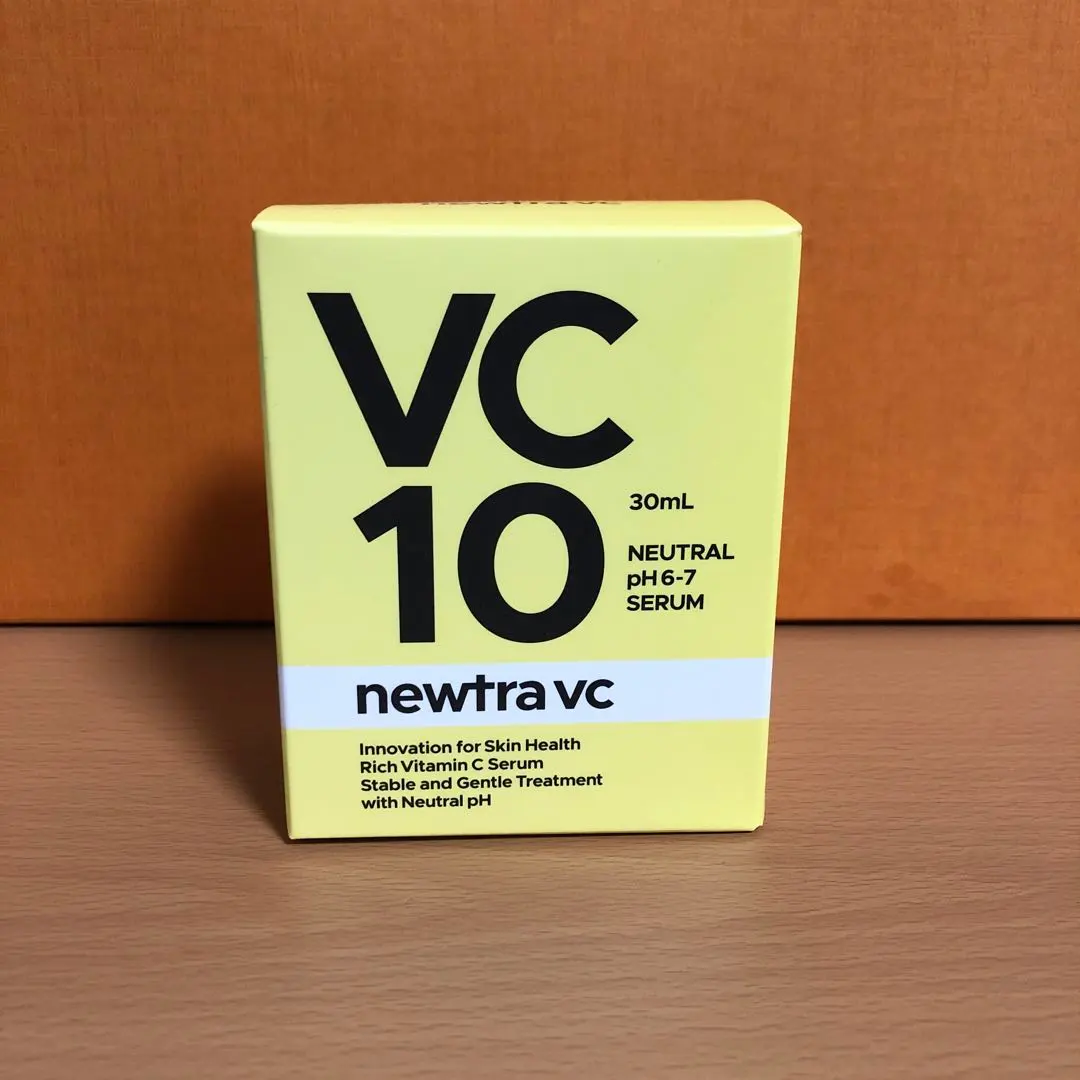 VC
10
30mL
NEUTRAL
pH 6-7
SERUM
newtra vc
Innovation for Skin Health
Rich Vitamin C Serum
Stable and Gentle Treatment
with Neutral pH